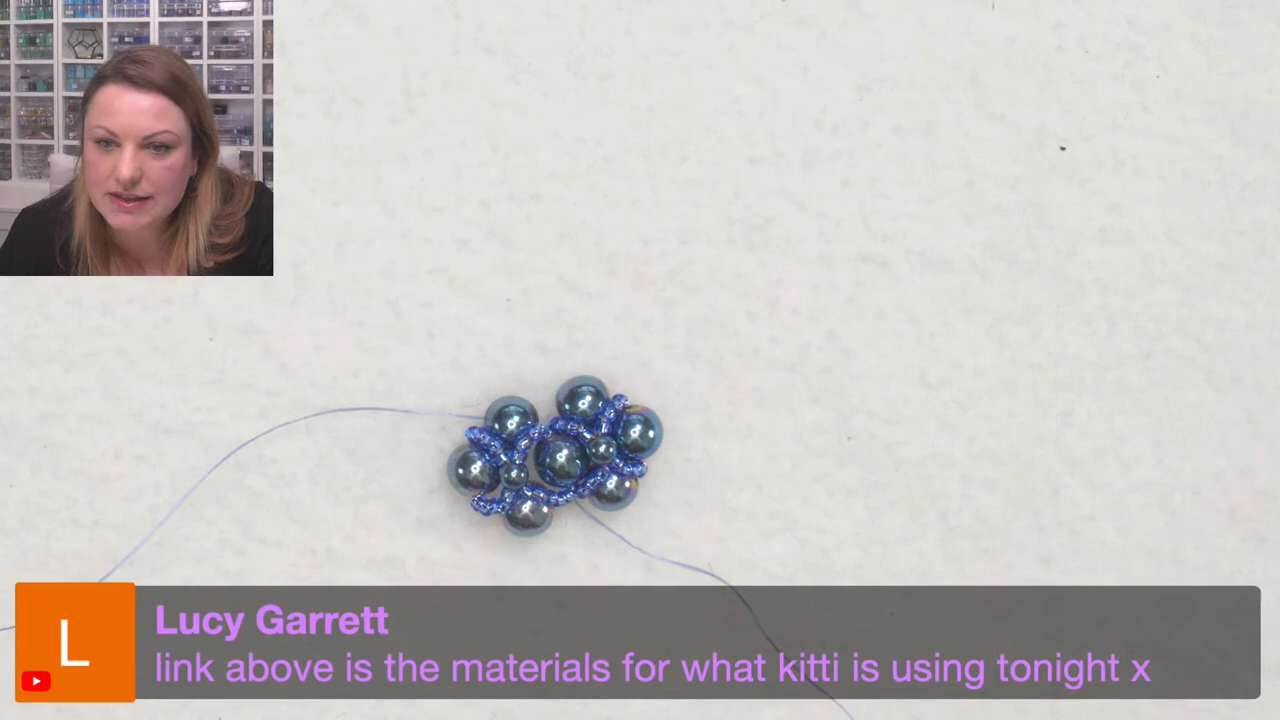 L
Lucy Garrett
link above is the materials for what kitti is using tonight x